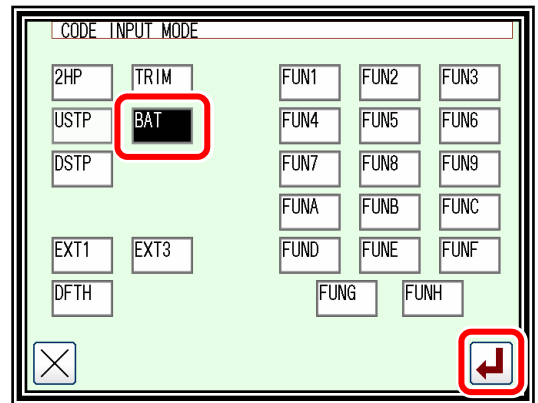 CODE INPUT MODE
2HP TRIM FUN1 FUN2 FUN3
USTP BAT FUN4 FUN5 FUN6
DSTP FUN7 FUN8 FUN9
FUNA FUNB FUNC
EXT1 EXT3 FUND FUNE FUNF
DFTH FUNG FUNH